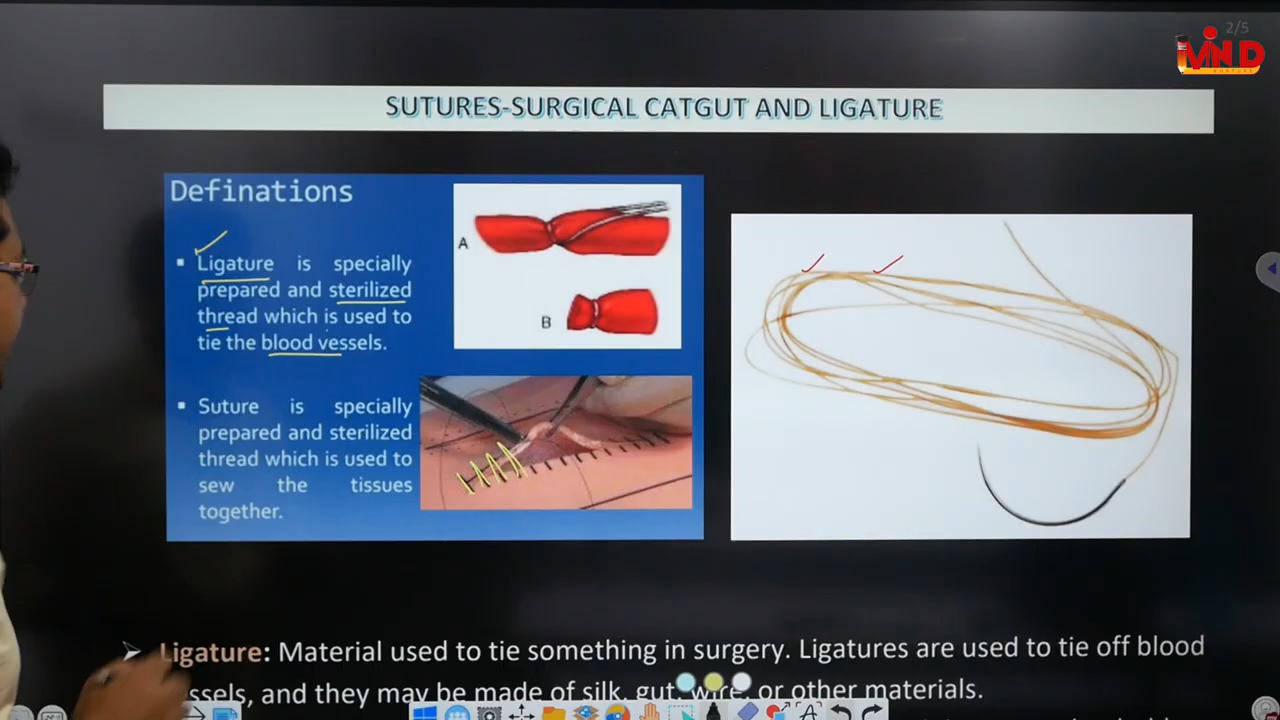 2/5
MIND
SUTURES-SURGICAL CATGUT AND LIGATURE
Definations
Ligature is specially
prepared and sterilized
thread which is used to
tie the blood vessels.
Suture is specially
prepared and sterilized
thread which is used to
sew the tissues
together.
A
B
Ligature: Material used to tie something in surgery. Ligatures are used to tie off blood
ssels, and they may be made of silk, gut, wire, or other materials.